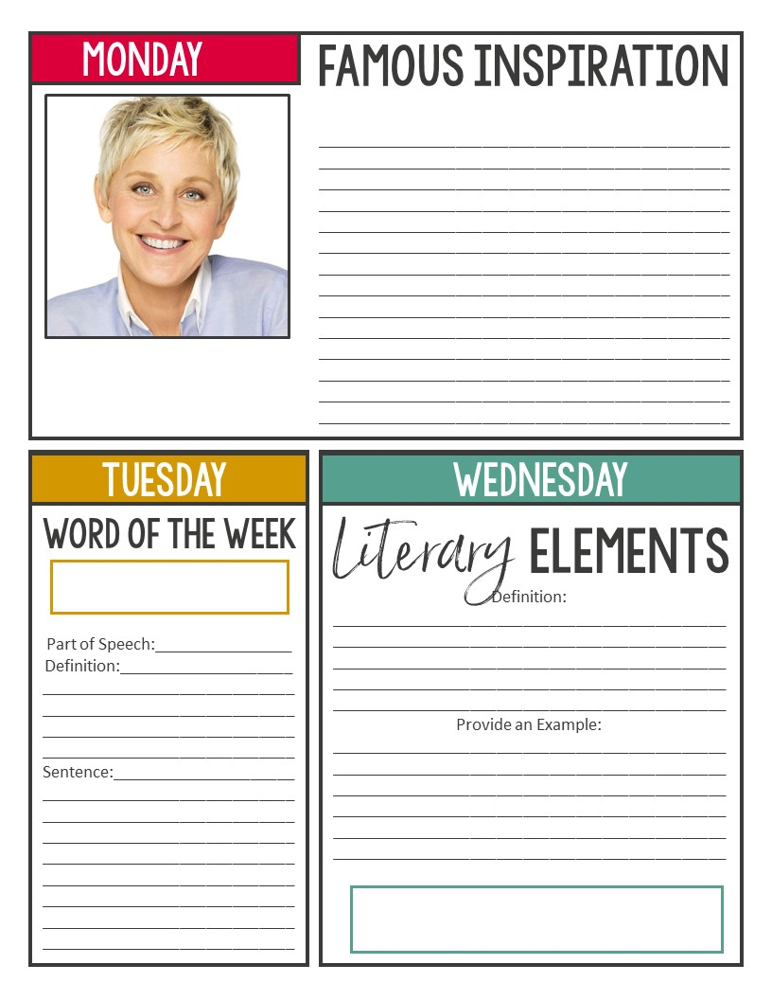 MONDAY
FAMOUS INSPIRATION
TUESDAY
WORD OF THE WEEK
Part of Speech:
Definition:
Sentence:
WEDNESDAY
Literary ELEMENTS
Definition:
Provide an Example: